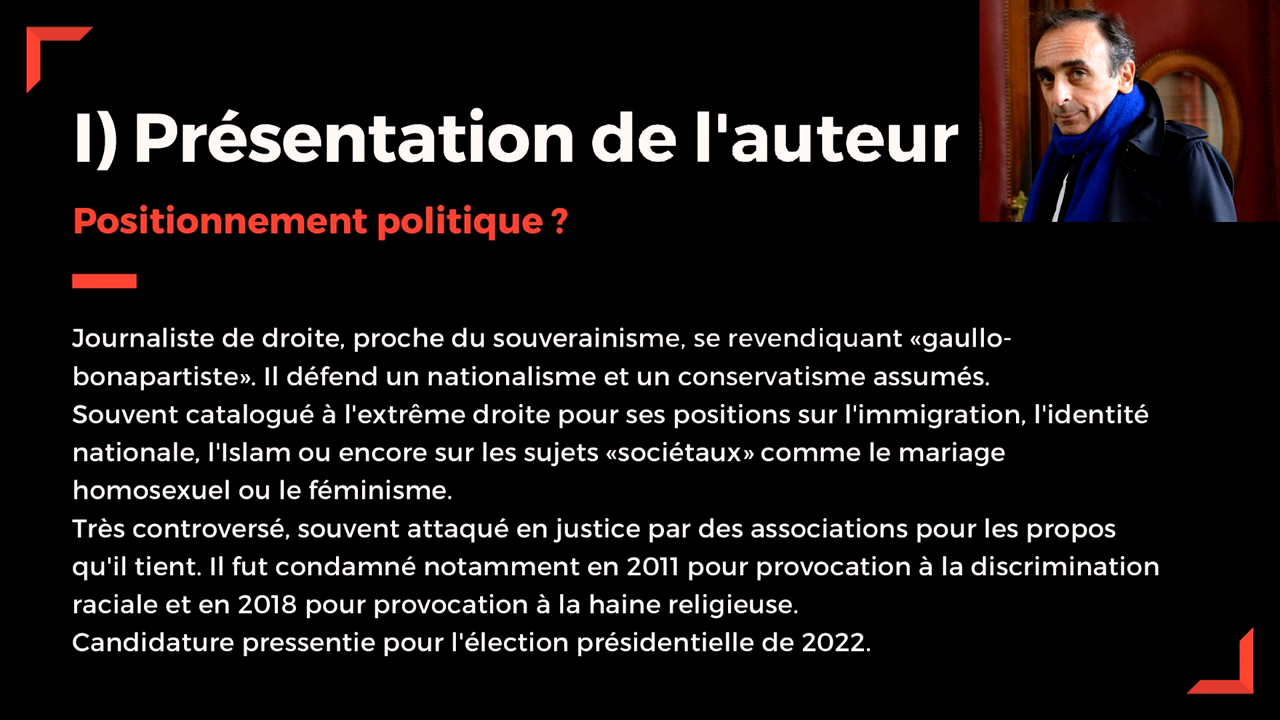 I) Présentation de l'auteur
Positionnement politique ?
Journaliste de droite, proche du souverainisme, se revendiquant «gaullo-
bonapartiste». Il défend un nationalisme et un conservatisme assumés.
Souvent catalogué à l'extrême droite pour ses positions sur l'immigration, l'identité
nationale, l'Islam ou encore sur les sujets «sociétaux» comme le mariage
homosexuel ou le féminisme.
Très controversé, souvent attaqué en justice par des associations pour les propos
qu'il tient. Il fut condamné notamment en 2011 pour provocation à la discrimination
raciale et en 2018 pour provocation à la haine religieuse.
Candidature pressentie pour l'élection présidentielle de 2022.